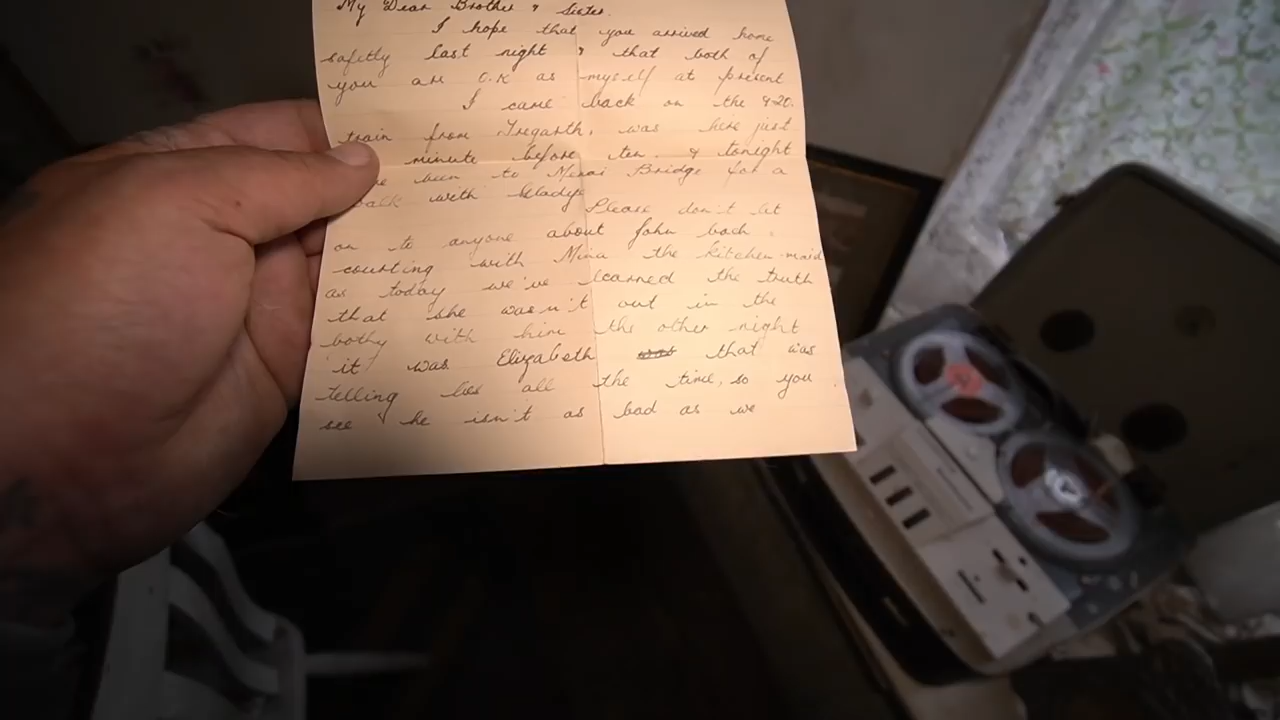 My Dear Brother & Sister.
I hope that you arrived home
saftly last night & that both of
you are O.K as myself at present
I came back on the 9-20.
train from Tregarth, was here just
minute before ten. & tonight
been to Menai Bridge for a
walk with Gladys
Please don't let
on to anyone about John bach
courting with Mina the kitchen-maid
as today we've learned the truth
that she wasn't out in the
bothy with him the other night
it was Elizabeth was that was
telling lies all the time, so you
see he isn't as bad as we